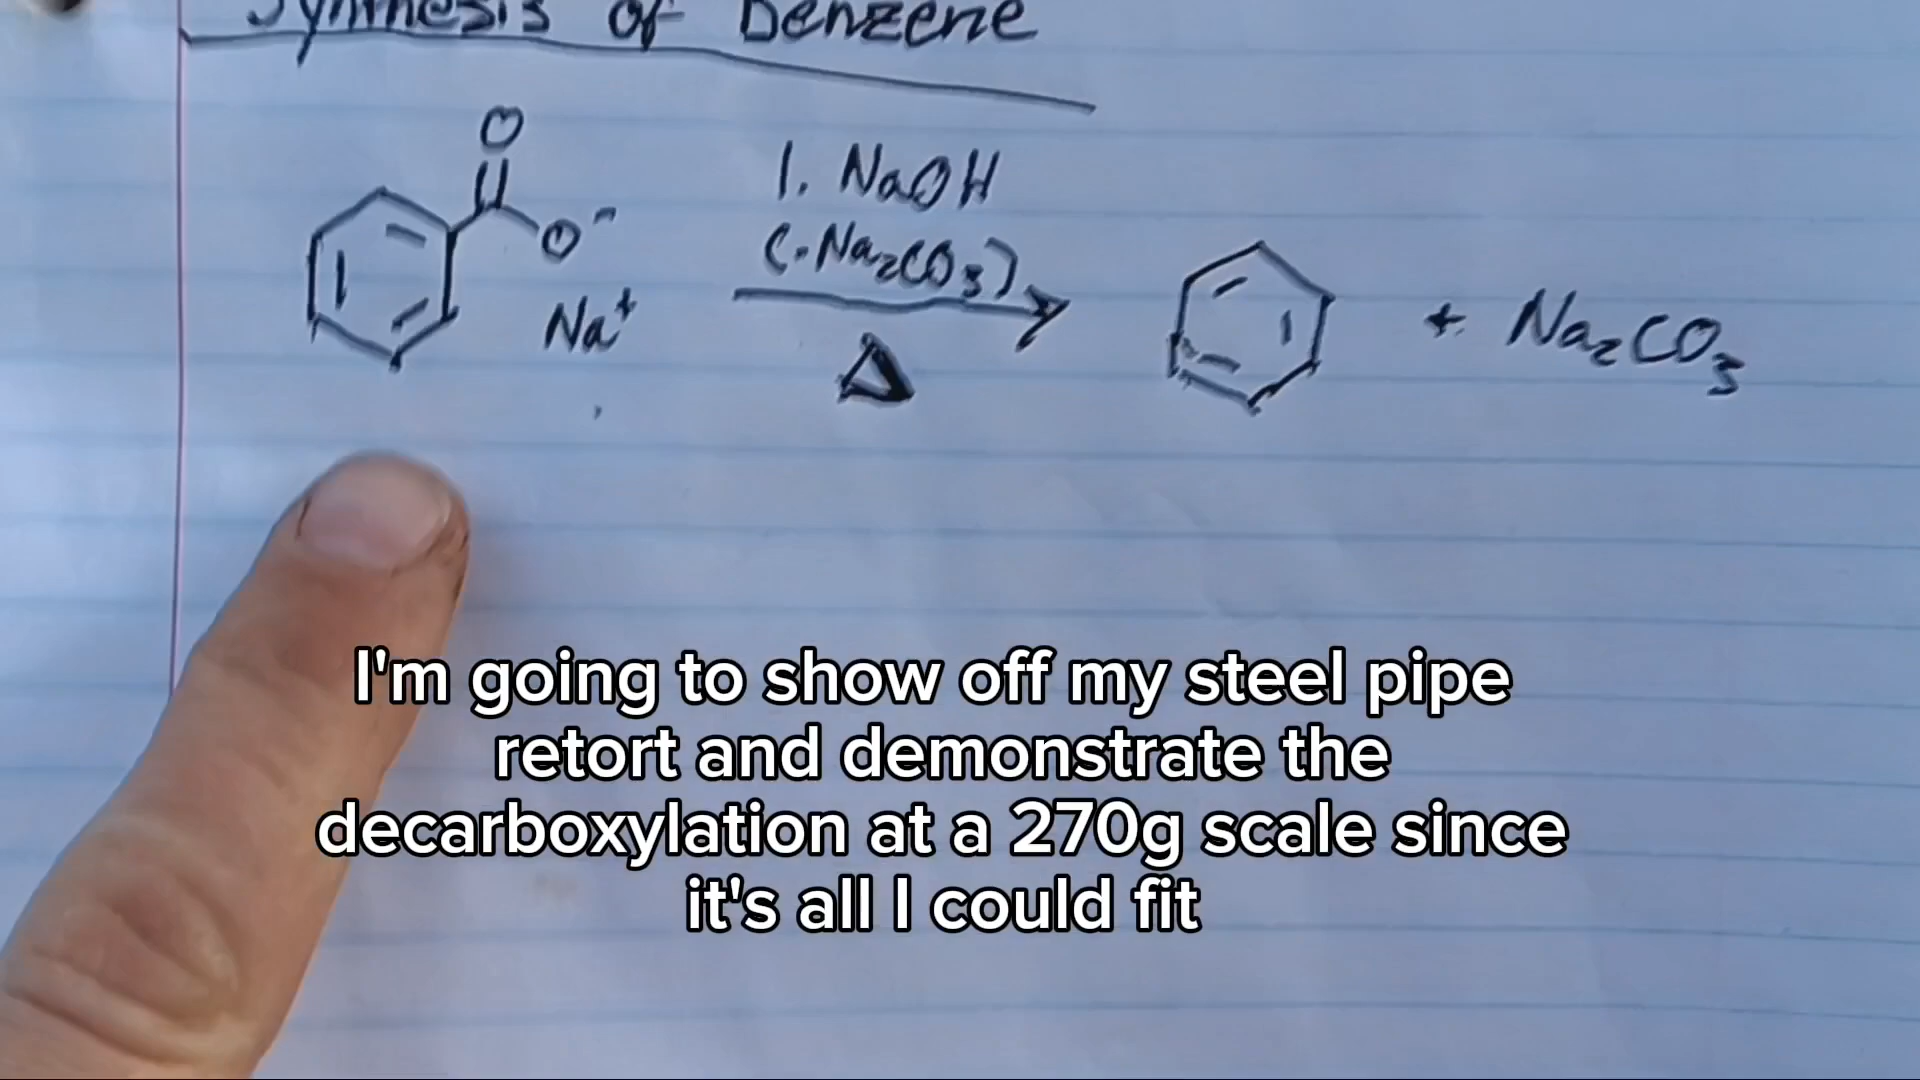 Synthesis of Benzene
O
1. NaOH
O⁻
(-Na₂CO₃)
Na⁺
Δ
+ Na₂CO₃
I'm going to show off my steel pipe
retort and demonstrate the
decarboxylation at a 270g scale since
it's all I could fit